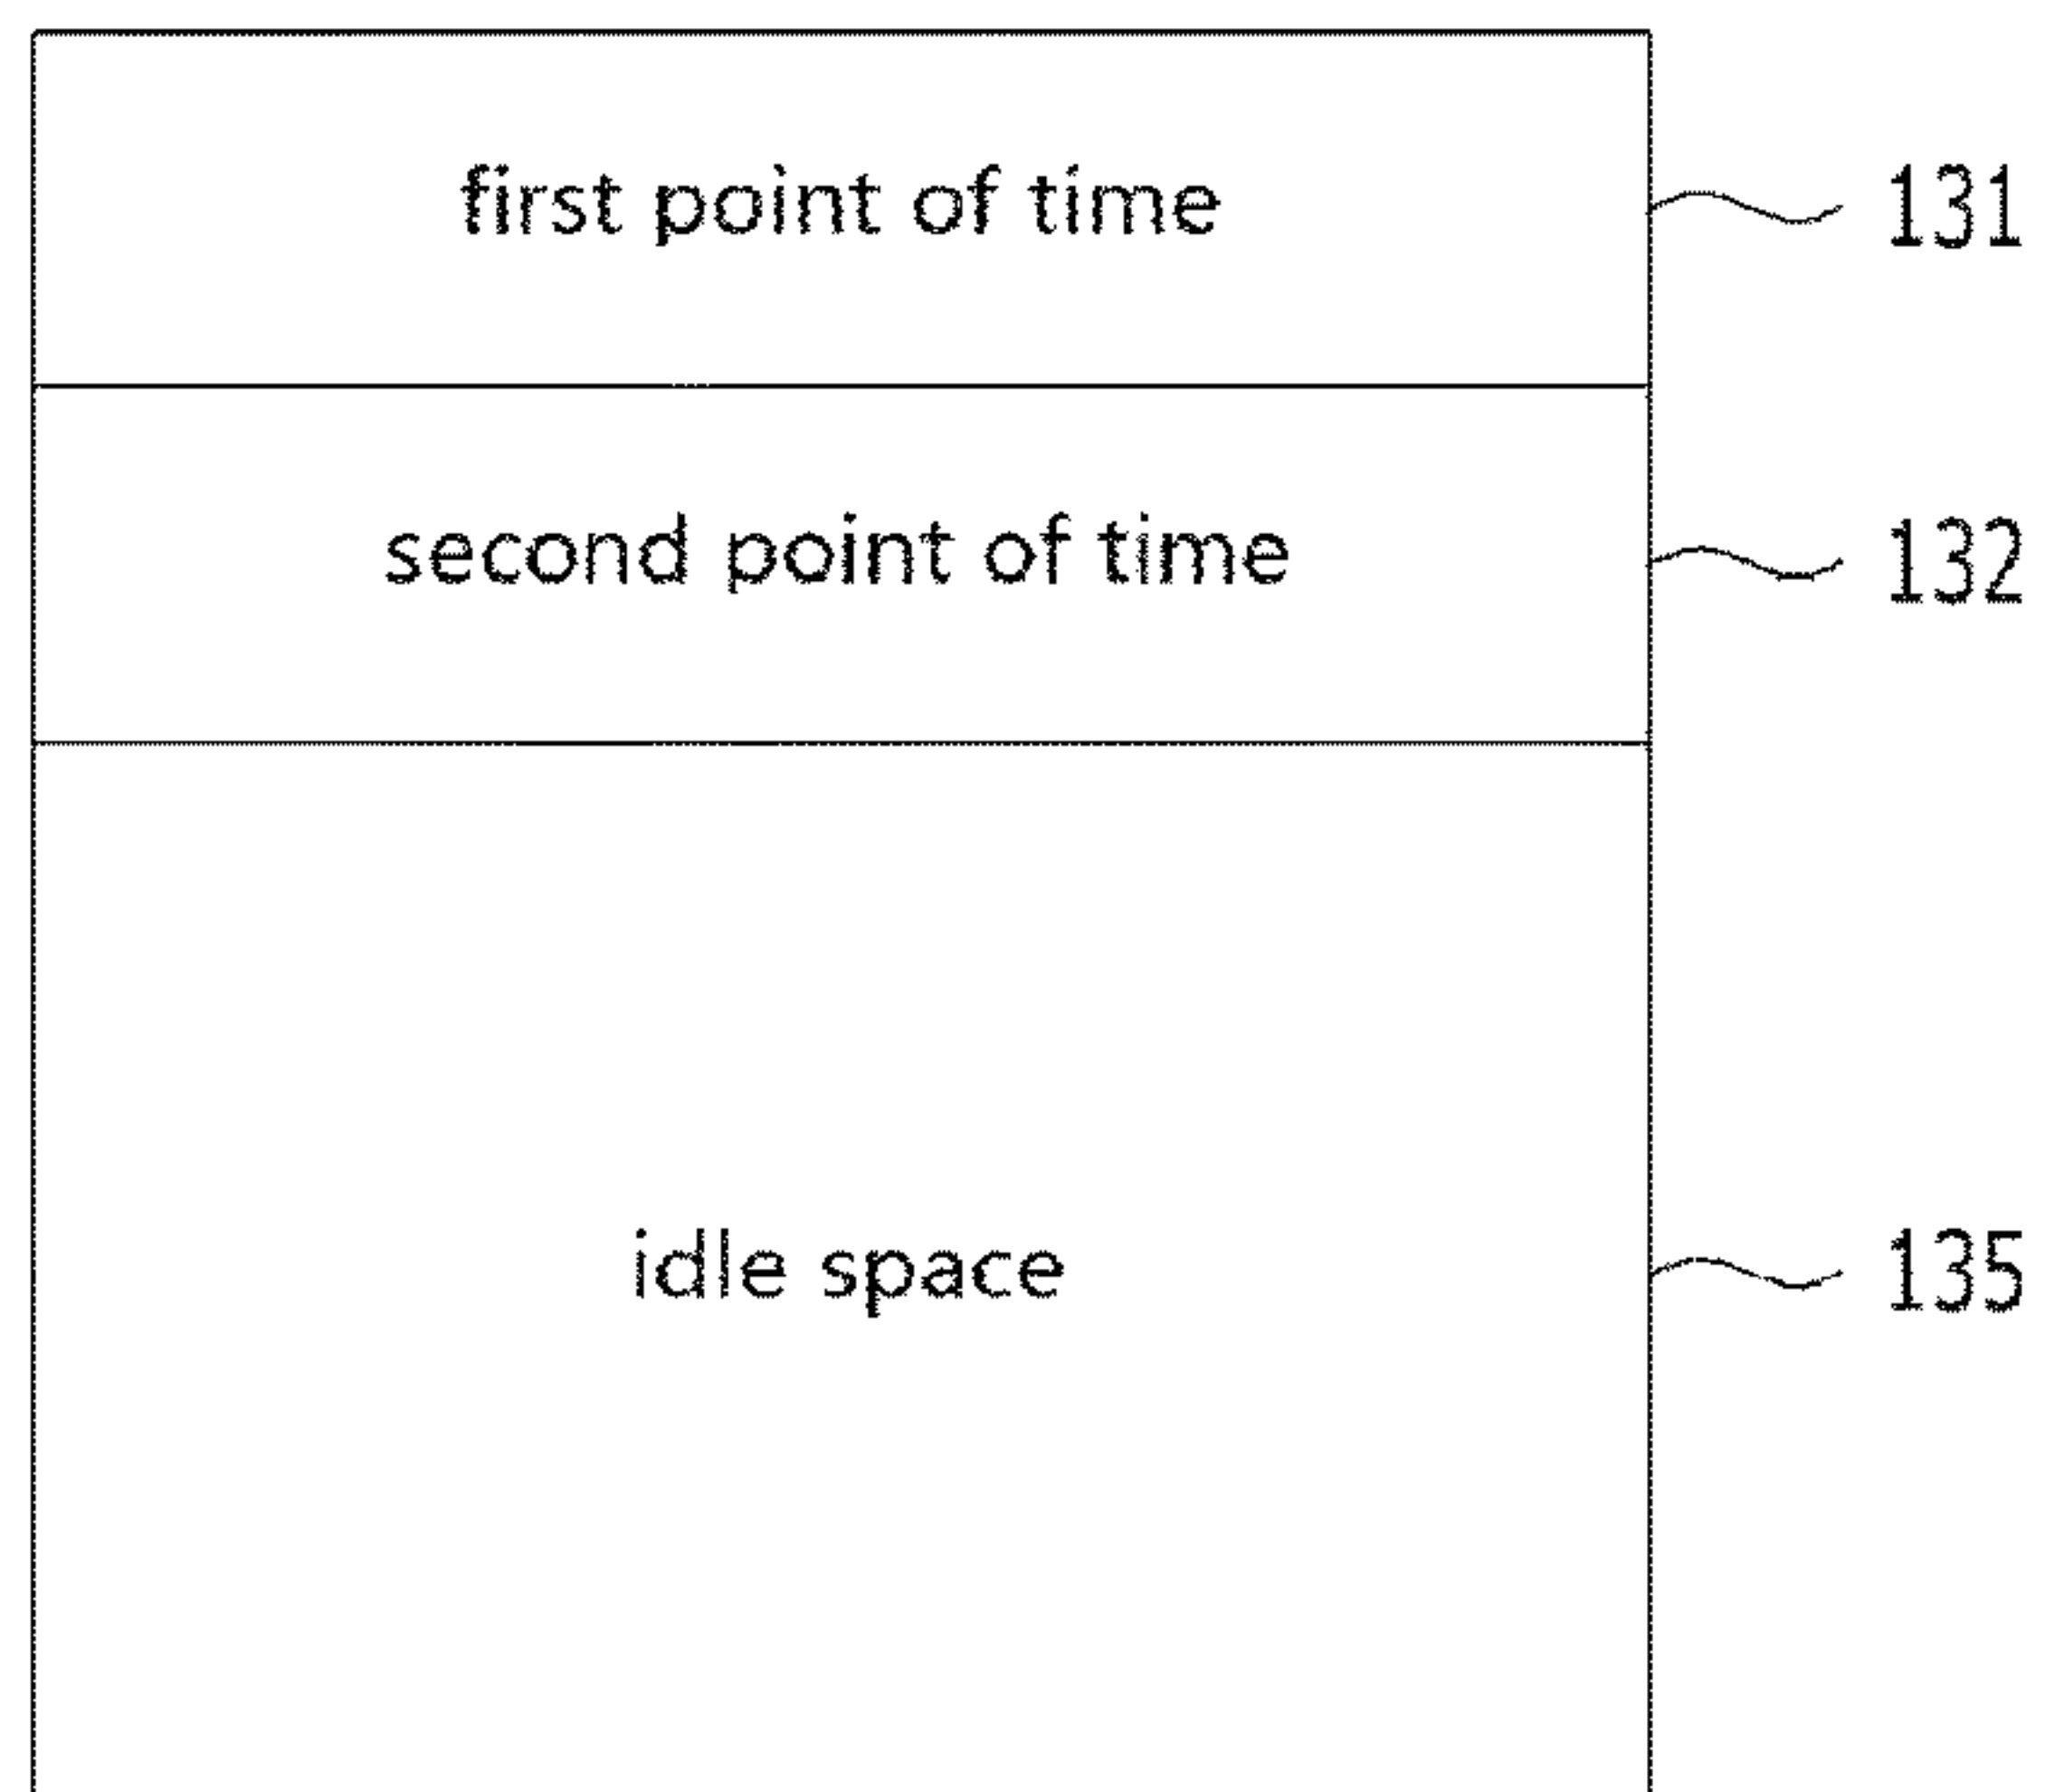 first point of time 131
second point of time 132
idle space 135